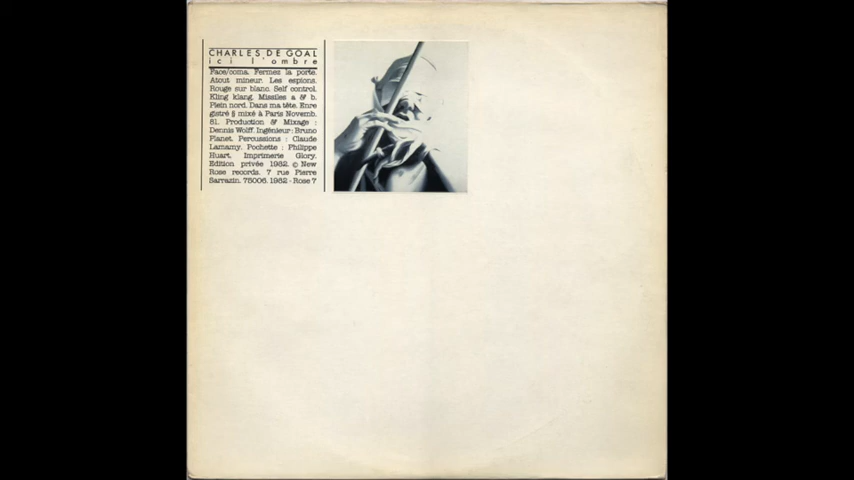 CHARLES DE GOAL
ici l'ombre
Face/coma. Fermez la porte.
Atout mineur. Les espions.
Rouge sur blanc. Self control.
Kling klang. Missiles a & b.
Plein nord. Dans ma tête. Enre
gistré § mixé à Paris Novemb.
81. Production & Mixage :
Dennis Wolff. Ingénieur : Bruno
Planet. Percussions : Claude
Lamamy. Pochette : Philippe
Huart. Imprimerie Glory.
Edition privée 1982. © New
Rose records. 7 rue Pierre
Sarrazin. 75006. 1982 - Rose 7